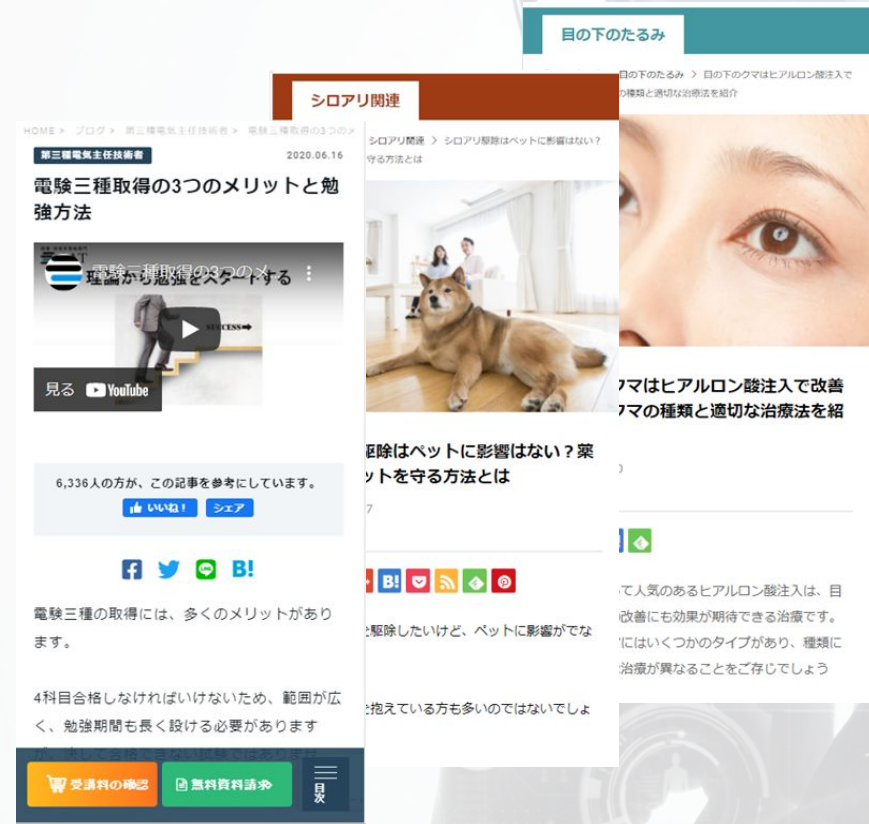 目の下のたるみ
目の下のたるみ > 目の下のクマはヒアルロン酸注入で
の種類と適切な治療法を紹介
クマはヒアルロン酸注入で改善
クマの種類と適切な治療法を紹
て人気のあるヒアルロン酸注入は、目
改善にも効果が期待できる治療です。
にはいくつかのタイプがあり、種類に
治療が異なることをご存じでしょう
シロアリ関連
シロアリ関連 > シロアリ駆除はペットに影響はない?
守る方法とは
駆除はペットに影響はない?薬
ットを守る方法とは
7
B!
を駆除したいけど、ペットに影響がでな
を抱えている方も多いのではないでしょ
HOME > ブログ > 第三種電気主任技術者 > 電験三種取得の3つの
第三種電気主任技術者
2020.06.16
電験三種取得の3つのメリットと勉
強方法
電験三種取得の3つのメ...
理論から勉強をスタートする
SUCCESS
見る YouTube
6,336人の方が、この記事を参考にしています。
いいね! シェア
B!
電験三種の取得には、多くのメリットがあり
ます。
4科目合格しなければいけないため、範囲が広
く、勉強期間も長く設ける必要があります
が、決して合格できない試験ではありませ
受講料の確認
無料資料請求
目次